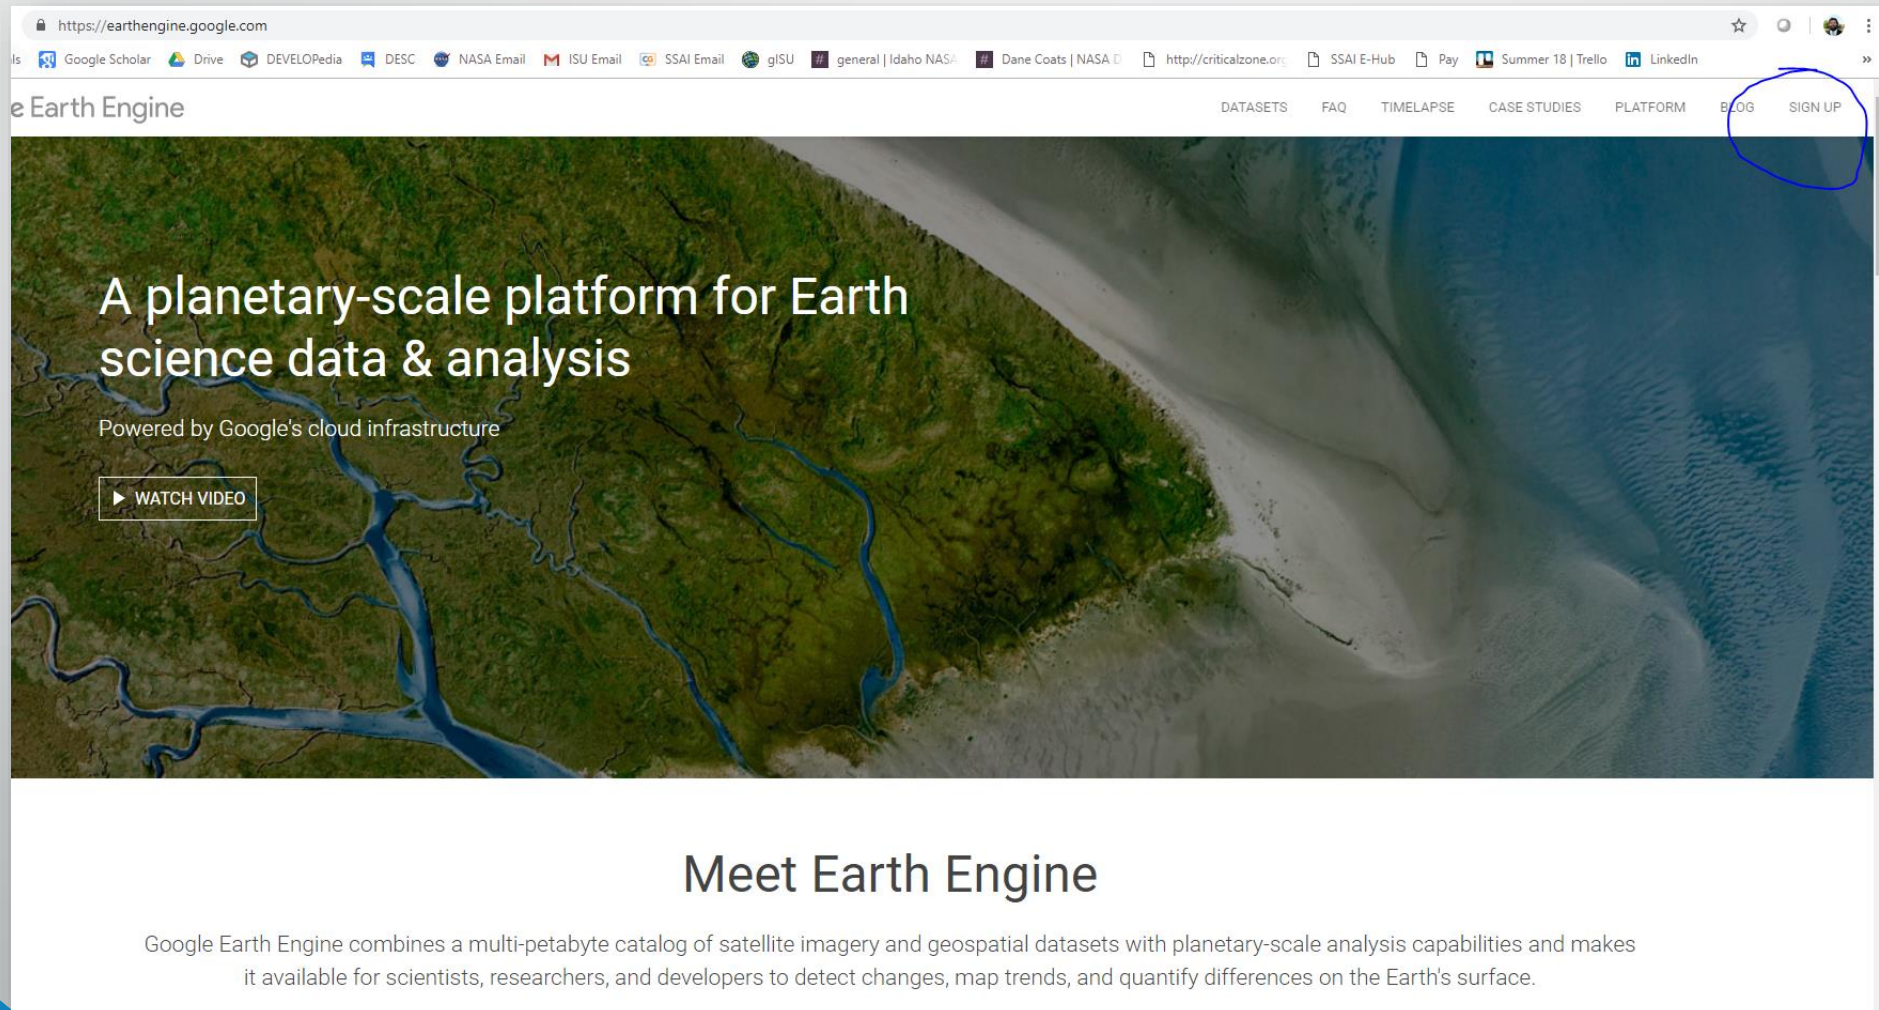 https://earthengine.google.com
ls Google Scholar Drive DEVELOPedia DESC NASA Email ISU Email SSAI Email gISU general | Idaho NASA Dane Coats | NASA D http://criticalzone.org SSAI E-Hub Pay Summer 18 | Trello LinkedIn »
e Earth Engine DATASETS FAQ TIMELAPSE CASE STUDIES PLATFORM BLOG SIGN UP
A planetary-scale platform for Earth
science data & analysis
Powered by Google's cloud infrastructure
WATCH VIDEO
Meet Earth Engine
Google Earth Engine combines a multi-petabyte catalog of satellite imagery and geospatial datasets with planetary-scale analysis capabilities and makes
it available for scientists, researchers, and developers to detect changes, map trends, and quantify differences on the Earth's surface.